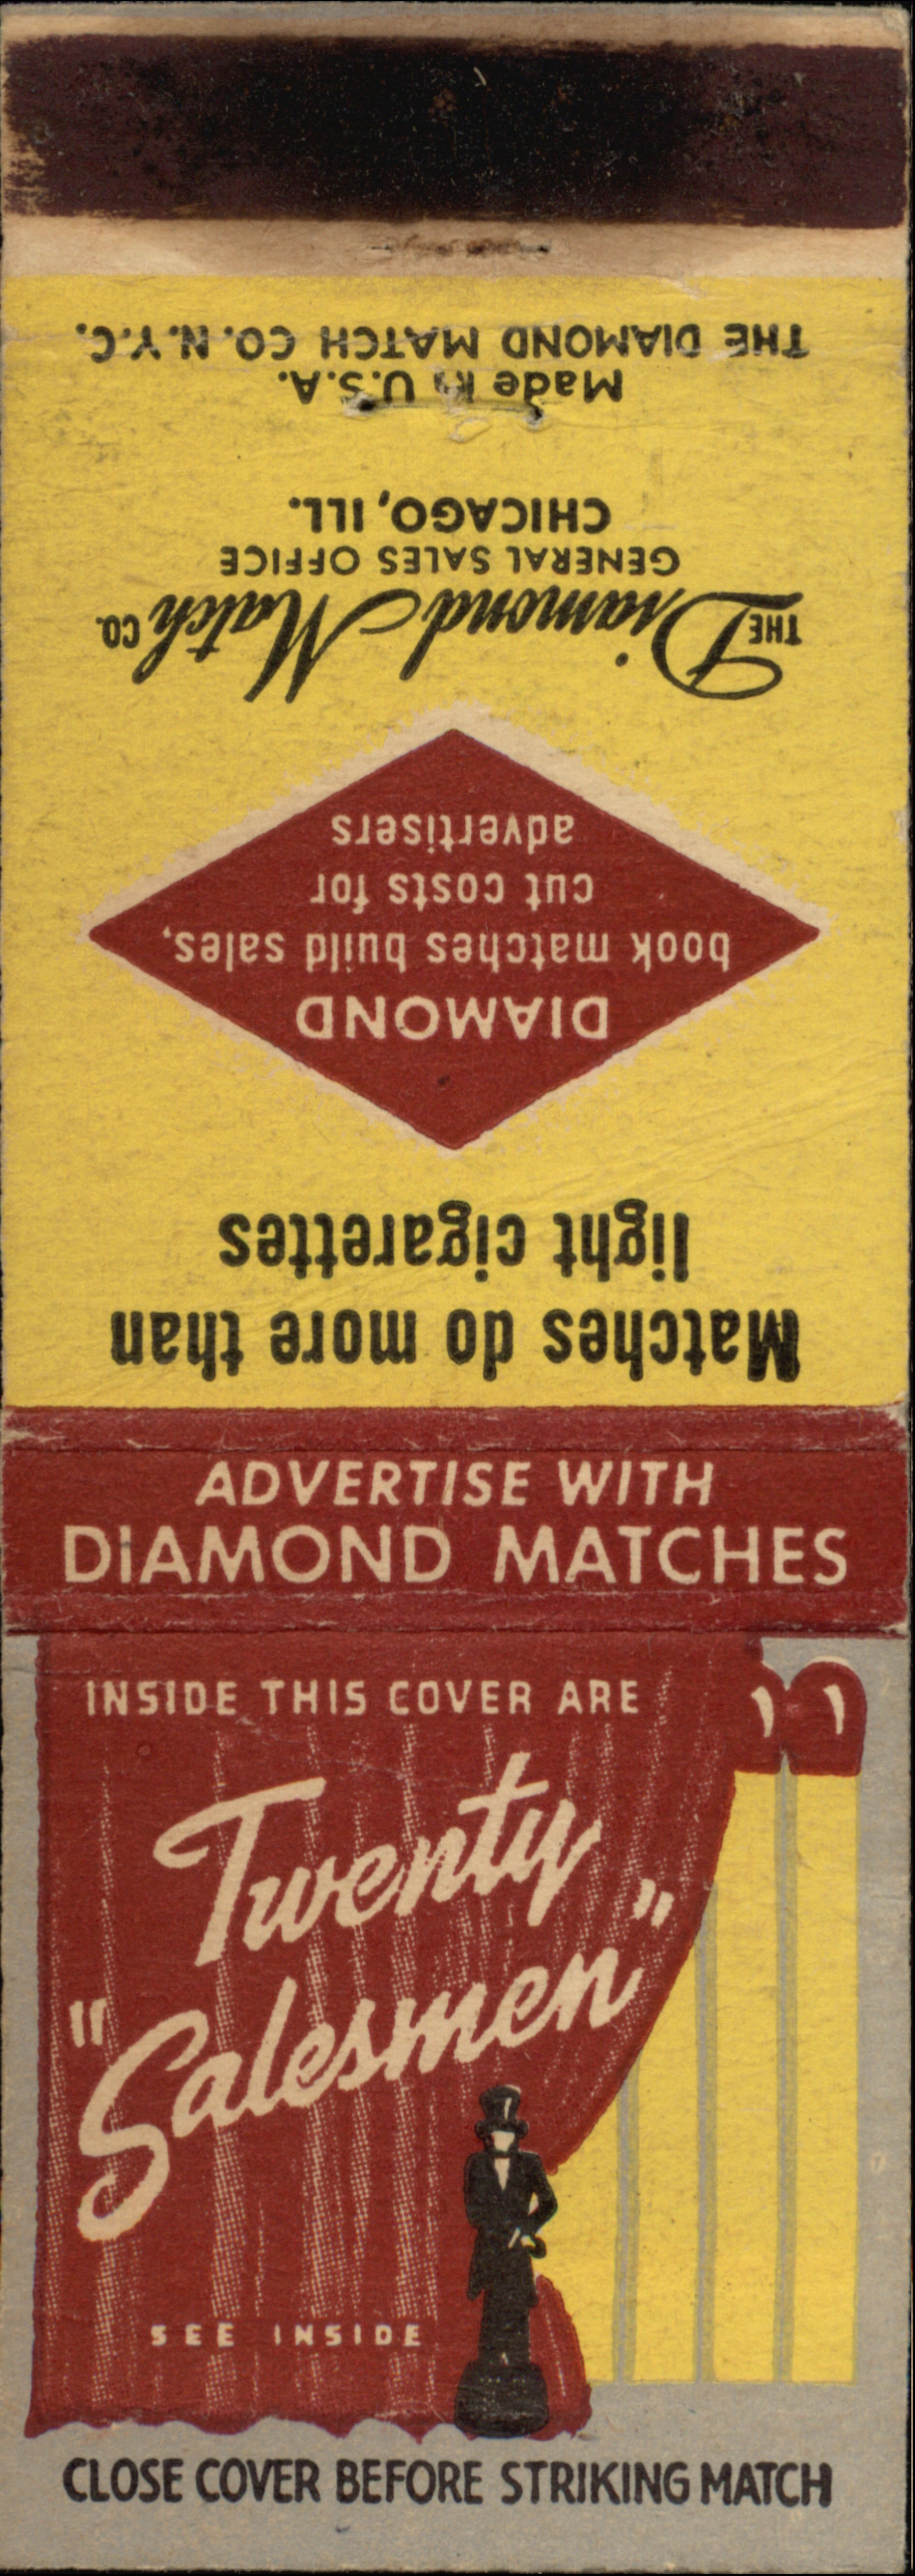 Matches do more than
light cigarettes
DIAMOND
book matches build sales,
cut costs for
advertisers
THE Diamond Match CO.
GENERAL SALES OFFICE
CHICAGO, ILL.
Made in U.S.A.
THE DIAMOND MATCH CO. N.Y.C.
ADVERTISE WITH
DIAMOND MATCHES
INSIDE THIS COVER ARE
Twenty
"Salesmen"
SEE INSIDE
CLOSE COVER BEFORE STRIKING MATCH